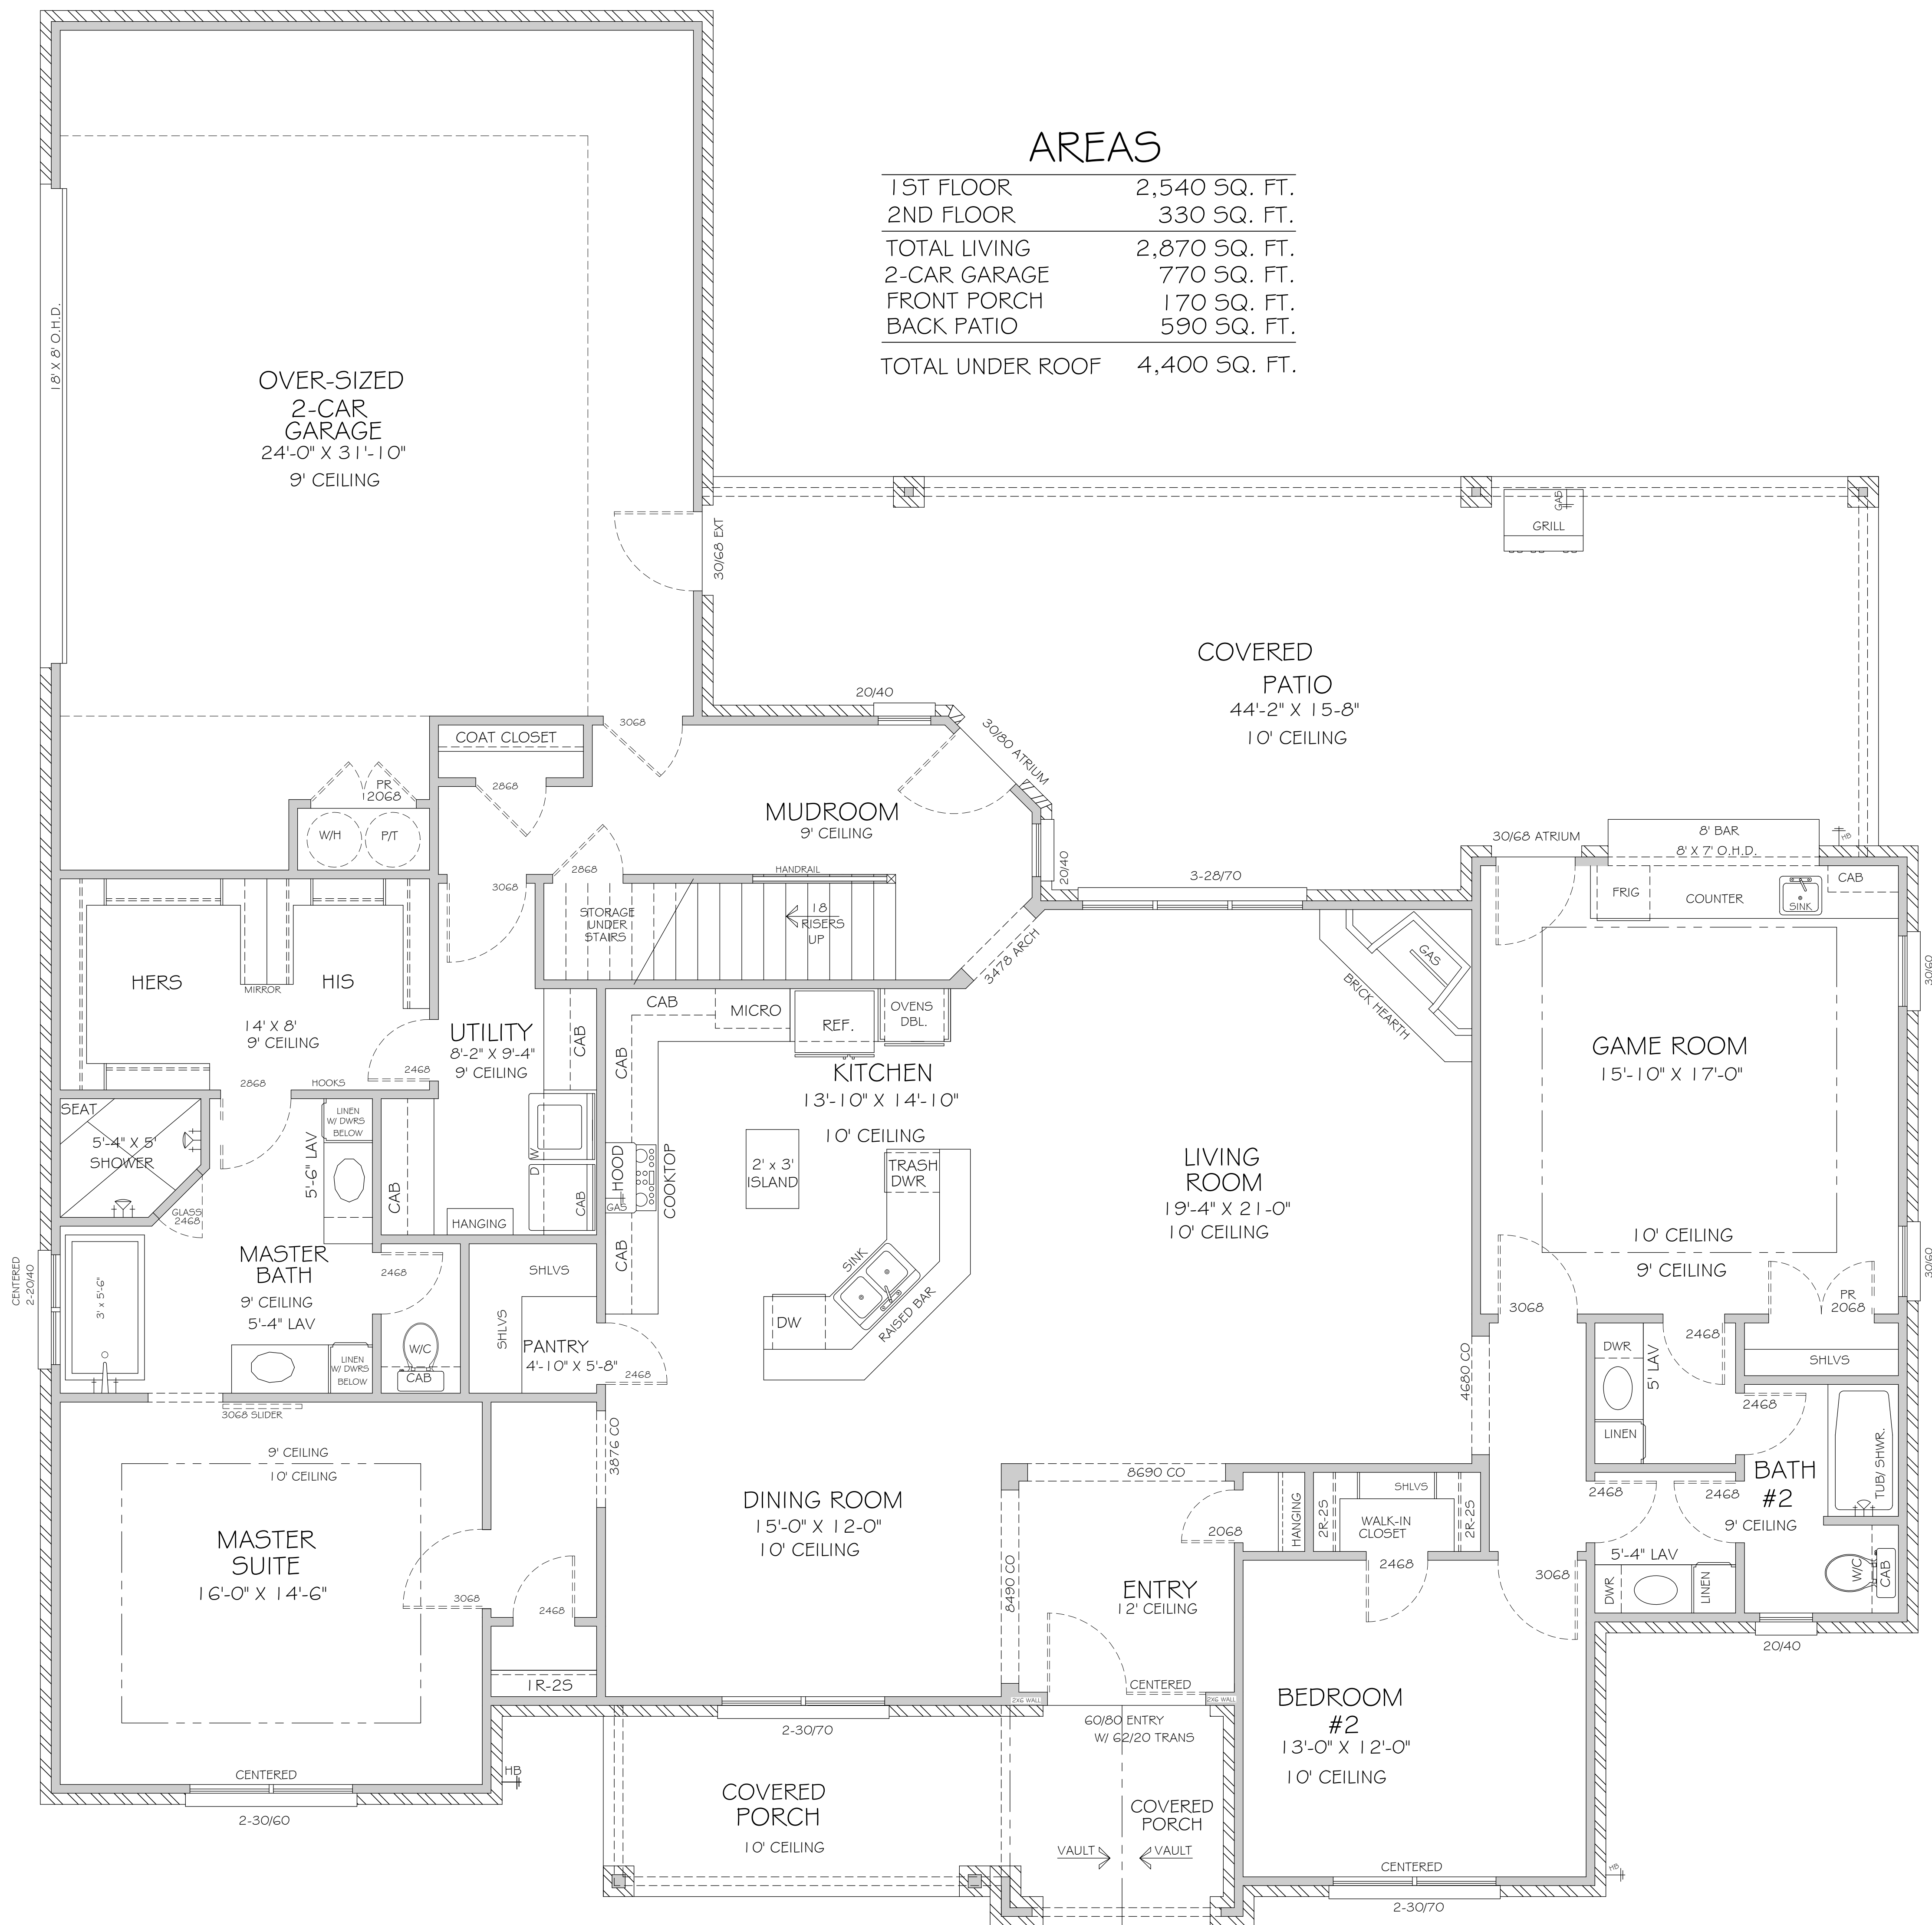 AREAS
1ST FLOOR 2,540 SQ. FT.
2ND FLOOR 330 SQ. FT.
TOTAL LIVING 2,870 SQ. FT.
2-CAR GARAGE 770 SQ. FT.
FRONT PORCH 170 SQ. FT.
BACK PATIO 590 SQ. FT.
TOTAL UNDER ROOF 4,400 SQ. FT.
18' X 8' O.H.D.
OVER-SIZED
2-CAR
GARAGE
24'-0" X 31'-10"
9' CEILING
30/68 EXT
GAS
GRILL
COVERED
PATIO
44'-2" X 15-8"
10' CEILING
20/40
30/80 ATRIUM
3068
COAT CLOSET
2868
PR
2068
W/H
P/T
MUDROOM
9' CEILING
HANDRAIL
20/40
3-28/70
30/68 ATRIUM
8' BAR
8' X 7' O.H.D.
HB
FRIG
COUNTER
SINK
CAB
3068
2868
STORAGE
UNDER
STAIRS
18
RISERS
UP
3478 ARCH
GAS
BRICK HEARTH
30/60
HERS
HIS
MIRROR
14' X 8'
9' CEILING
2868
HOOKS
2468
UTILITY
8'-2" X 9'-4"
9' CEILING
CAB
CAB
MICRO
REF.
OVENS
DBL.
CAB
KITCHEN
13'-10" X 14'-10"
10' CEILING
GAME ROOM
15'-10" X 17'-0"
10' CEILING
9' CEILING
30/60
SEAT
5'-4" X 5'
SHOWER
GLASS
2468
LINEN
W/ DWRS
BELOW
5'-6" LAV
CAB
D W
CAB
HANGING
HOOD
GAS
COOKTOP
CAB
2' x 3'
ISLAND
TRASH
DWR
SINK
RAISED BAR
DW
LIVING
ROOM
19'-4" X 21-0"
10' CEILING
CENTERED
2-20/40
3' x 5'-6"
MASTER
BATH
9' CEILING
5'-4" LAV
LINEN
W/ DWRS
BELOW
2468
W/C
CAB
SHLVS
SHLVS
PANTRY
4'-10" X 5'-8"
2468
3068
PR
2068
4680 CO
DWR
5' LAV
2468
SHLVS
LINEN
2468
TUB/ SHWR.
BATH
#2
9' CEILING
2468
2468
5'-4" LAV
DWR
LINEN
W/C
CAB
20/40
3068 SLIDER
9' CEILING
10' CEILING
MASTER
SUITE
16'-0" X 14'-6"
3068
2468
1R-2S
3876 CO
DINING ROOM
15'-0" X 12-0"
10' CEILING
8690 CO
8490 CO
2068
HANGING
2R-2S
SHLVS
WALK-IN
CLOSET
2R-2S
2468
3068
ENTRY
12' CEILING
CENTERED
2X6 WALL
2X6 WALL
60/80 ENTRY
W/ 62/20 TRANS
BEDROOM
#2
13'-0" X 12'-0"
10' CEILING
CENTERED
2-30/70
HB
CENTERED
2-30/60
HB
2-30/70
COVERED
PORCH
10' CEILING
COVERED
PORCH
VAULT
VAULT